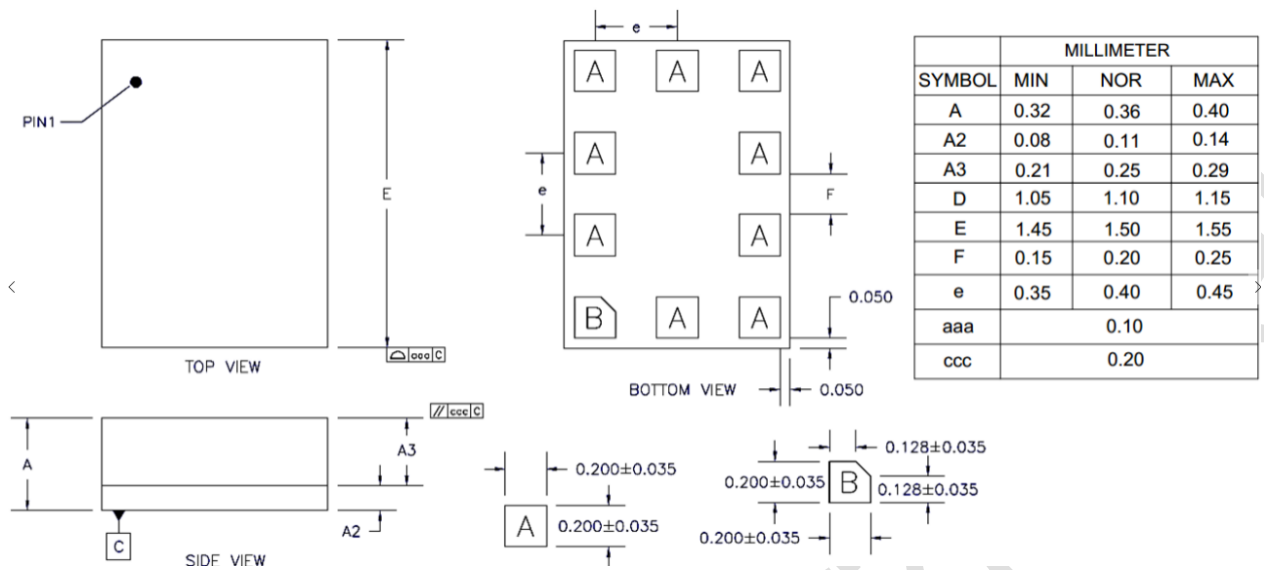 e
A A A
PIN1
A A
E
e
F
A A
B A A
0.050
TOP VIEW
BOTTOM VIEW
0.050
⌓ aaa C
MILLIMETER
SYMBOL MIN NOR MAX
A 0.32 0.36 0.40
A2 0.08 0.11 0.14
A3 0.21 0.25 0.29
D 1.05 1.10 1.15
E 1.45 1.50 1.55
F 0.15 0.20 0.25
e 0.35 0.40 0.45
aaa 0.10
ccc 0.20
// ccc C
A
A3
A2
C
SIDE VIEW
0.200±0.035
A
0.200±0.035
0.128±0.035
0.200±0.035
B
0.128±0.035
0.200±0.035